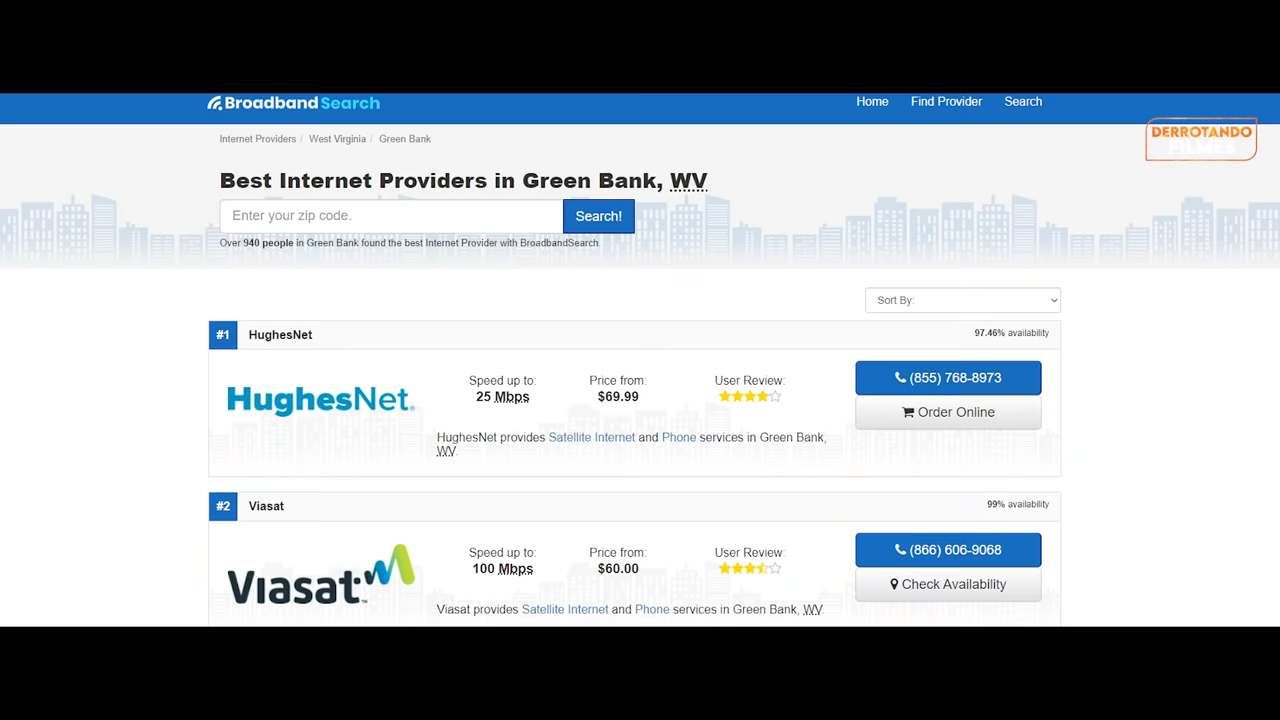 BroadbandSearch
Home Find Provider Search
DERROTANDO
FILMES
Internet Providers / West Virginia / Green Bank
Best Internet Providers in Green Bank, WV
Enter your zip code.
Search!
Over 940 people in Green Bank found the best Internet Provider with BroadbandSearch.
Sort By:
#1 HughesNet 97.46% availability
HughesNet®
Speed up to: Price from: User Review:
25 Mbps $69.99
(855) 768-8973
Order Online
HughesNet provides Satellite Internet and Phone services in Green Bank,
WV.
#2 Viasat 99% availability
Viasat™
Speed up to: Price from: User Review:
100 Mbps $60.00
(866) 606-9068
Check Availability
Viasat provides Satellite Internet and Phone services in Green Bank, WV.